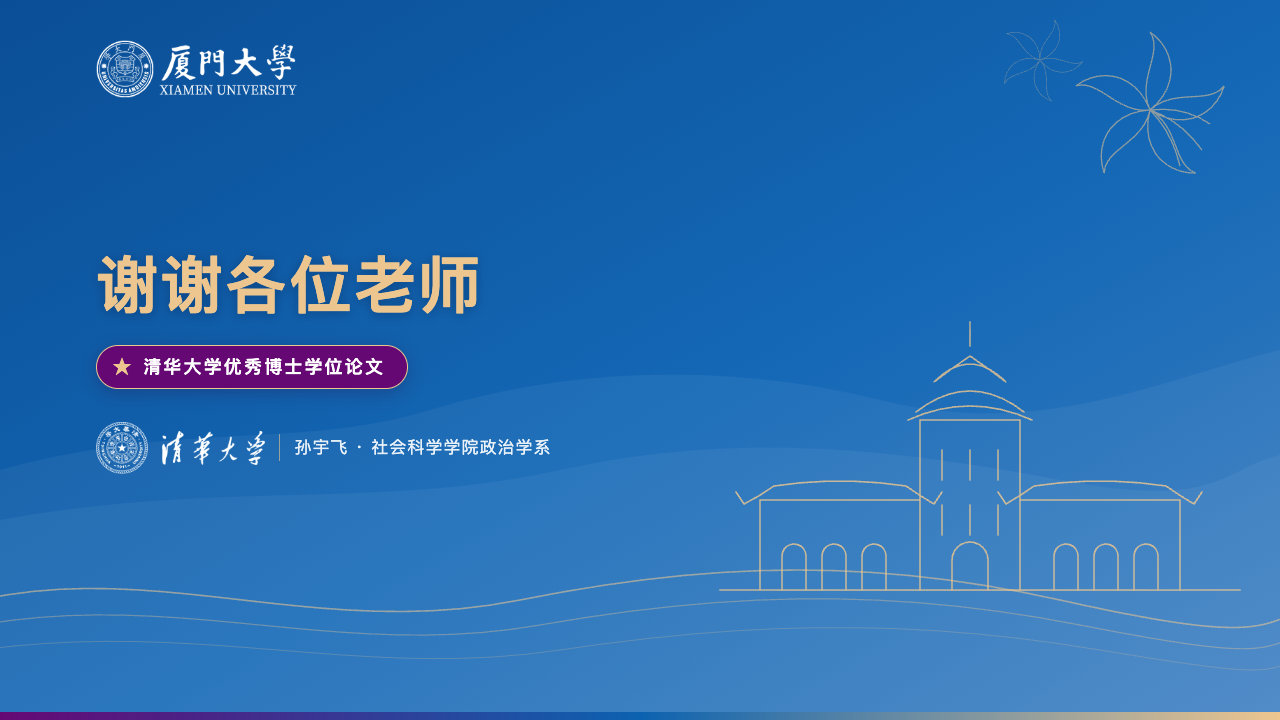 厦門大學
XIAMEN UNIVERSITY
谢谢各位老师
★ 清华大学优秀博士学位论文
清華大学
孙宇飞 · 社会科学学院政治学系